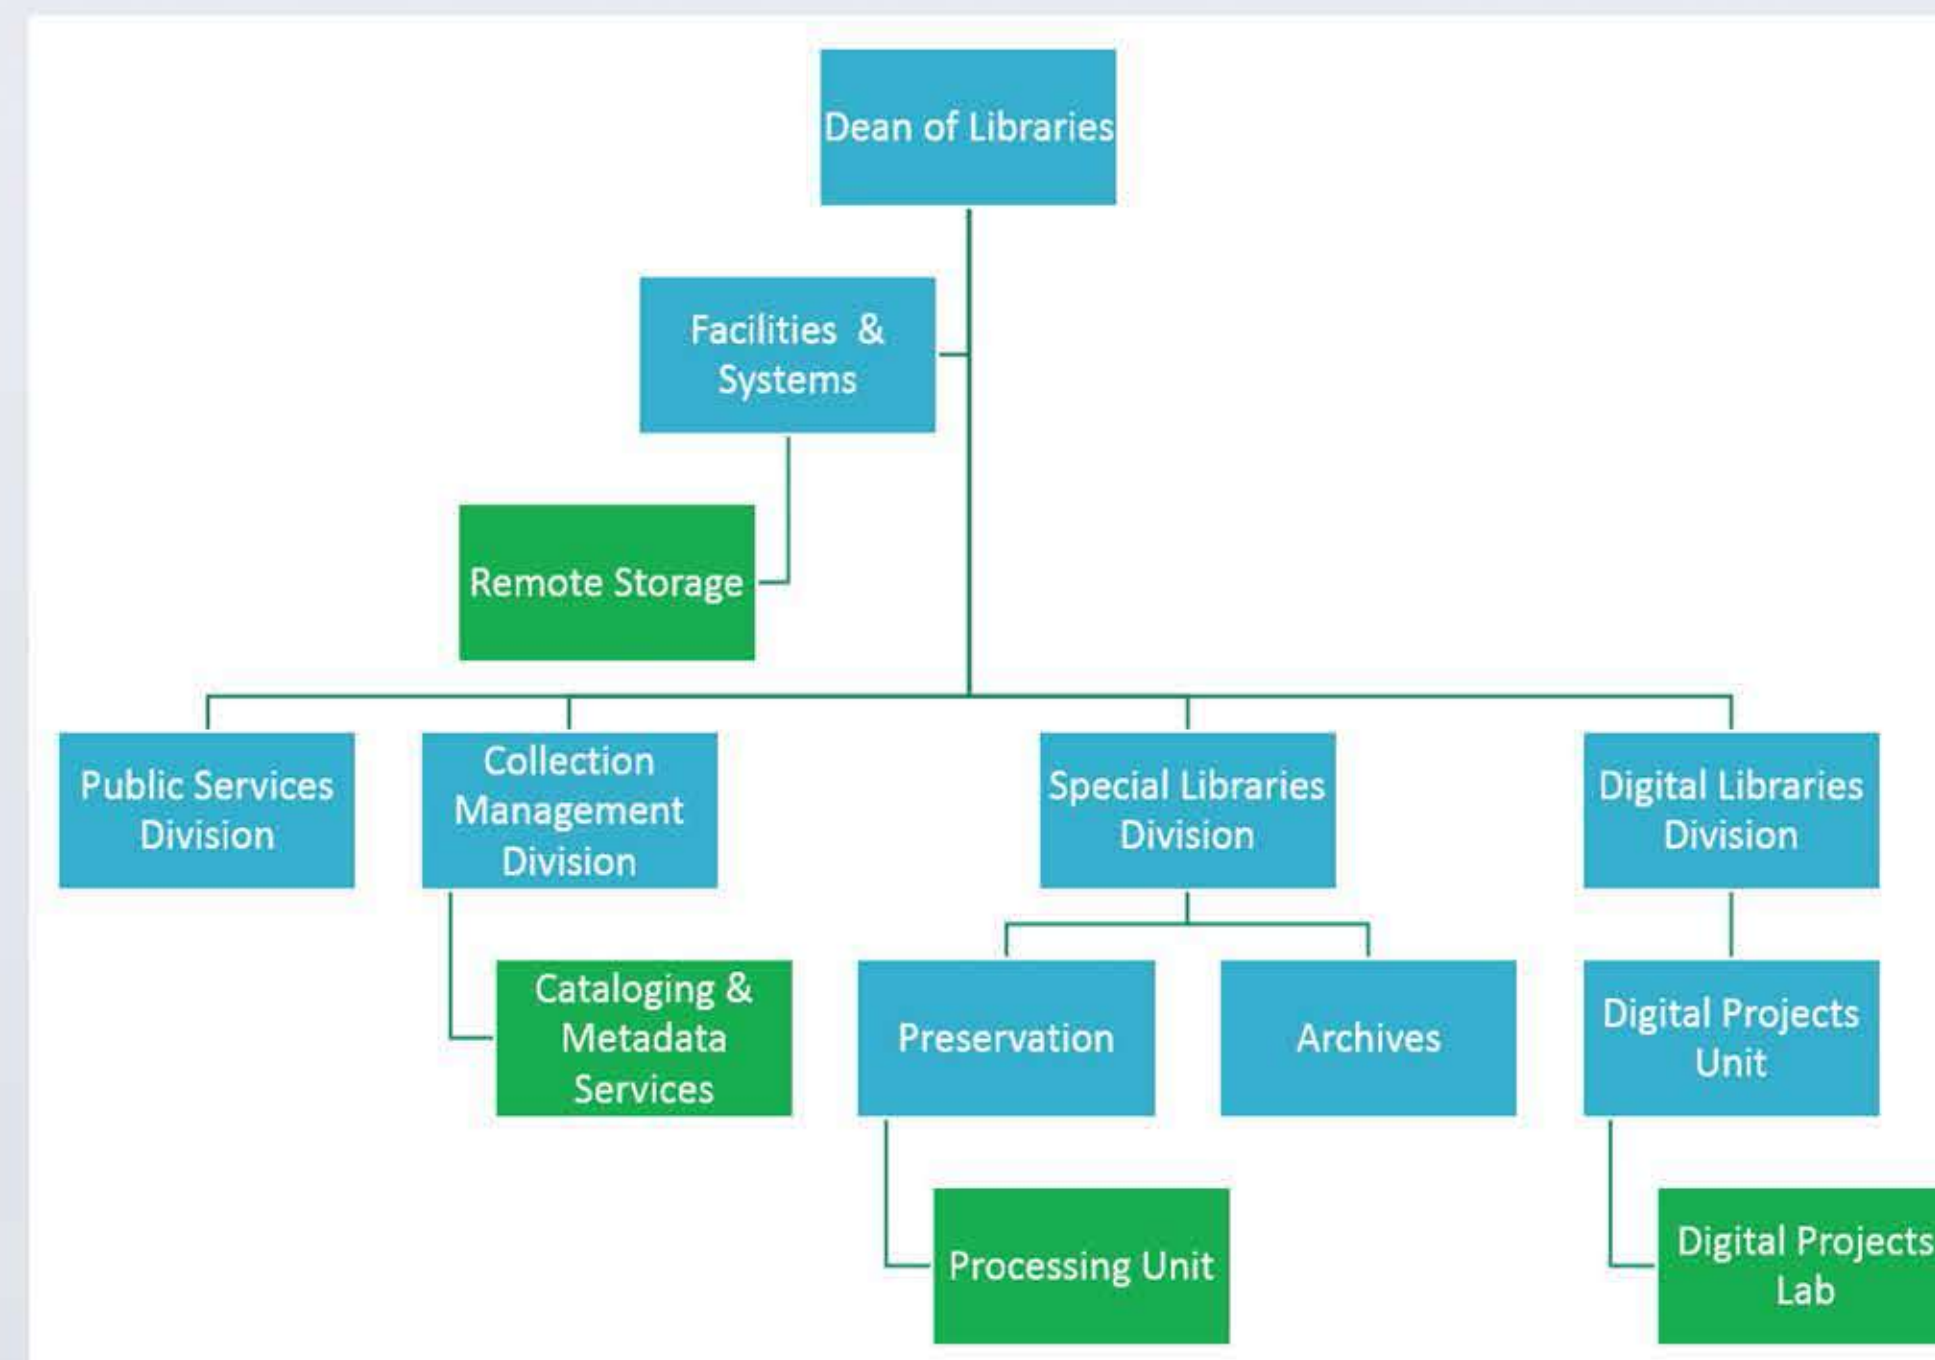 Dean of Libraries
Facilities &
Systems
Remote Storage
Public Services
Division
Collection
Management
Division
Special Libraries
Division
Digital Libraries
Division
Cataloging &
Metadata
Services
Preservation
Archives
Digital Projects
Unit
Processing Unit
Digital Projects
Lab